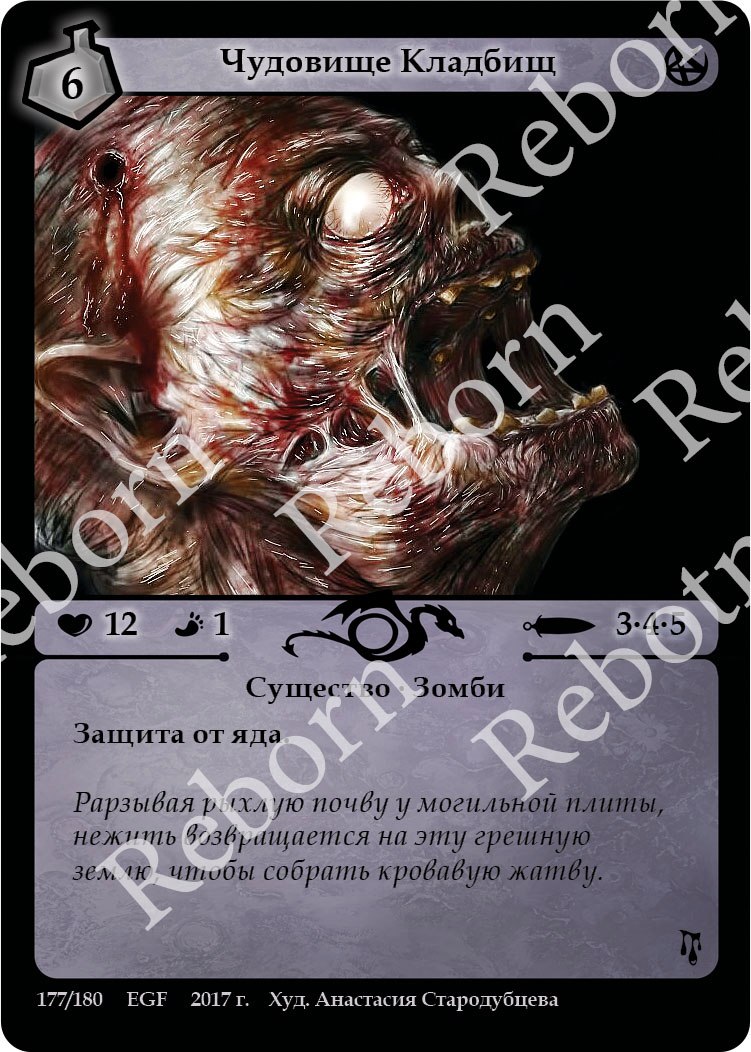 6
Чудовище Кладбищ
Reborn
Reborn
Reborn
Reborn
12
1
3·4·5
Существо · Зомби
Защита от яда.
Рарзывая рыхлую почву у могильной плиты,
нежить возвращается на эту грешную
землю, чтобы собрать кровавую жатву.
Reborn
Reborn
177/180 EGF 2017 г. Худ. Анастасия Стародубцева